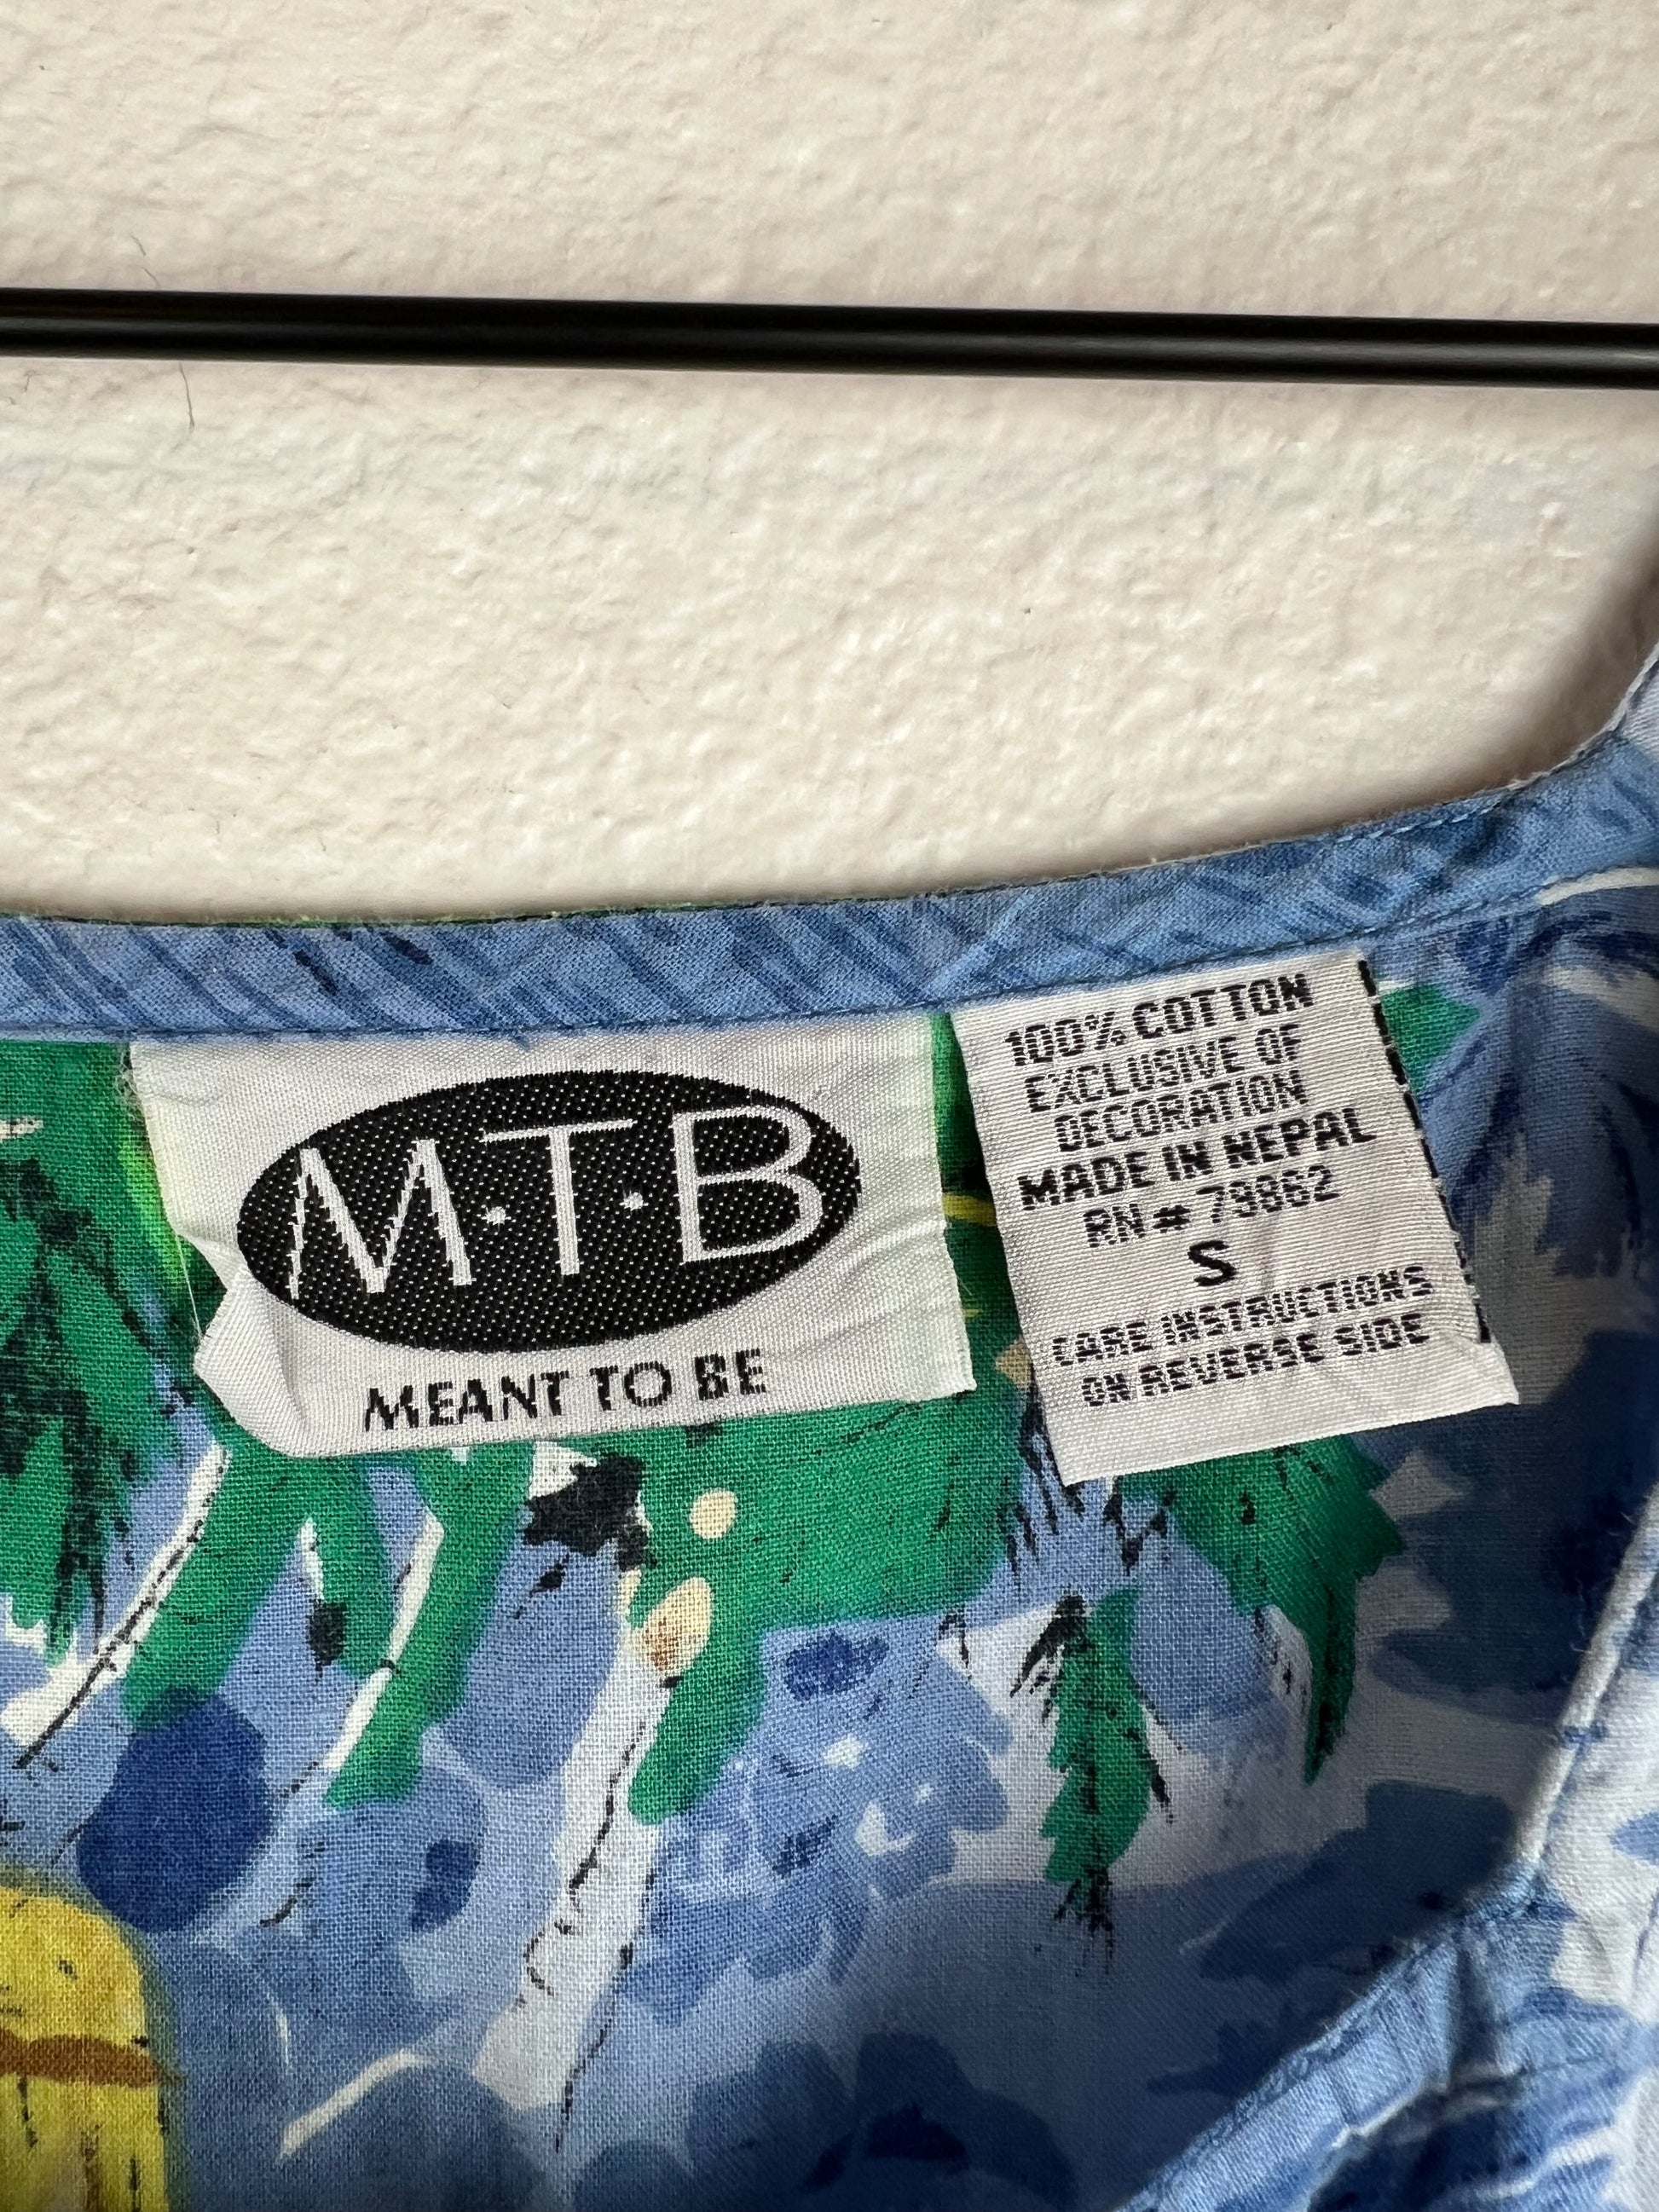 M·T·B
MEANT TO BE
100% COTTON
EXCLUSIVE OF
DECORATION
MADE IN NEPAL
RN# 79862
S
CARE INSTRUCTIONS
ON REVERSE SIDE